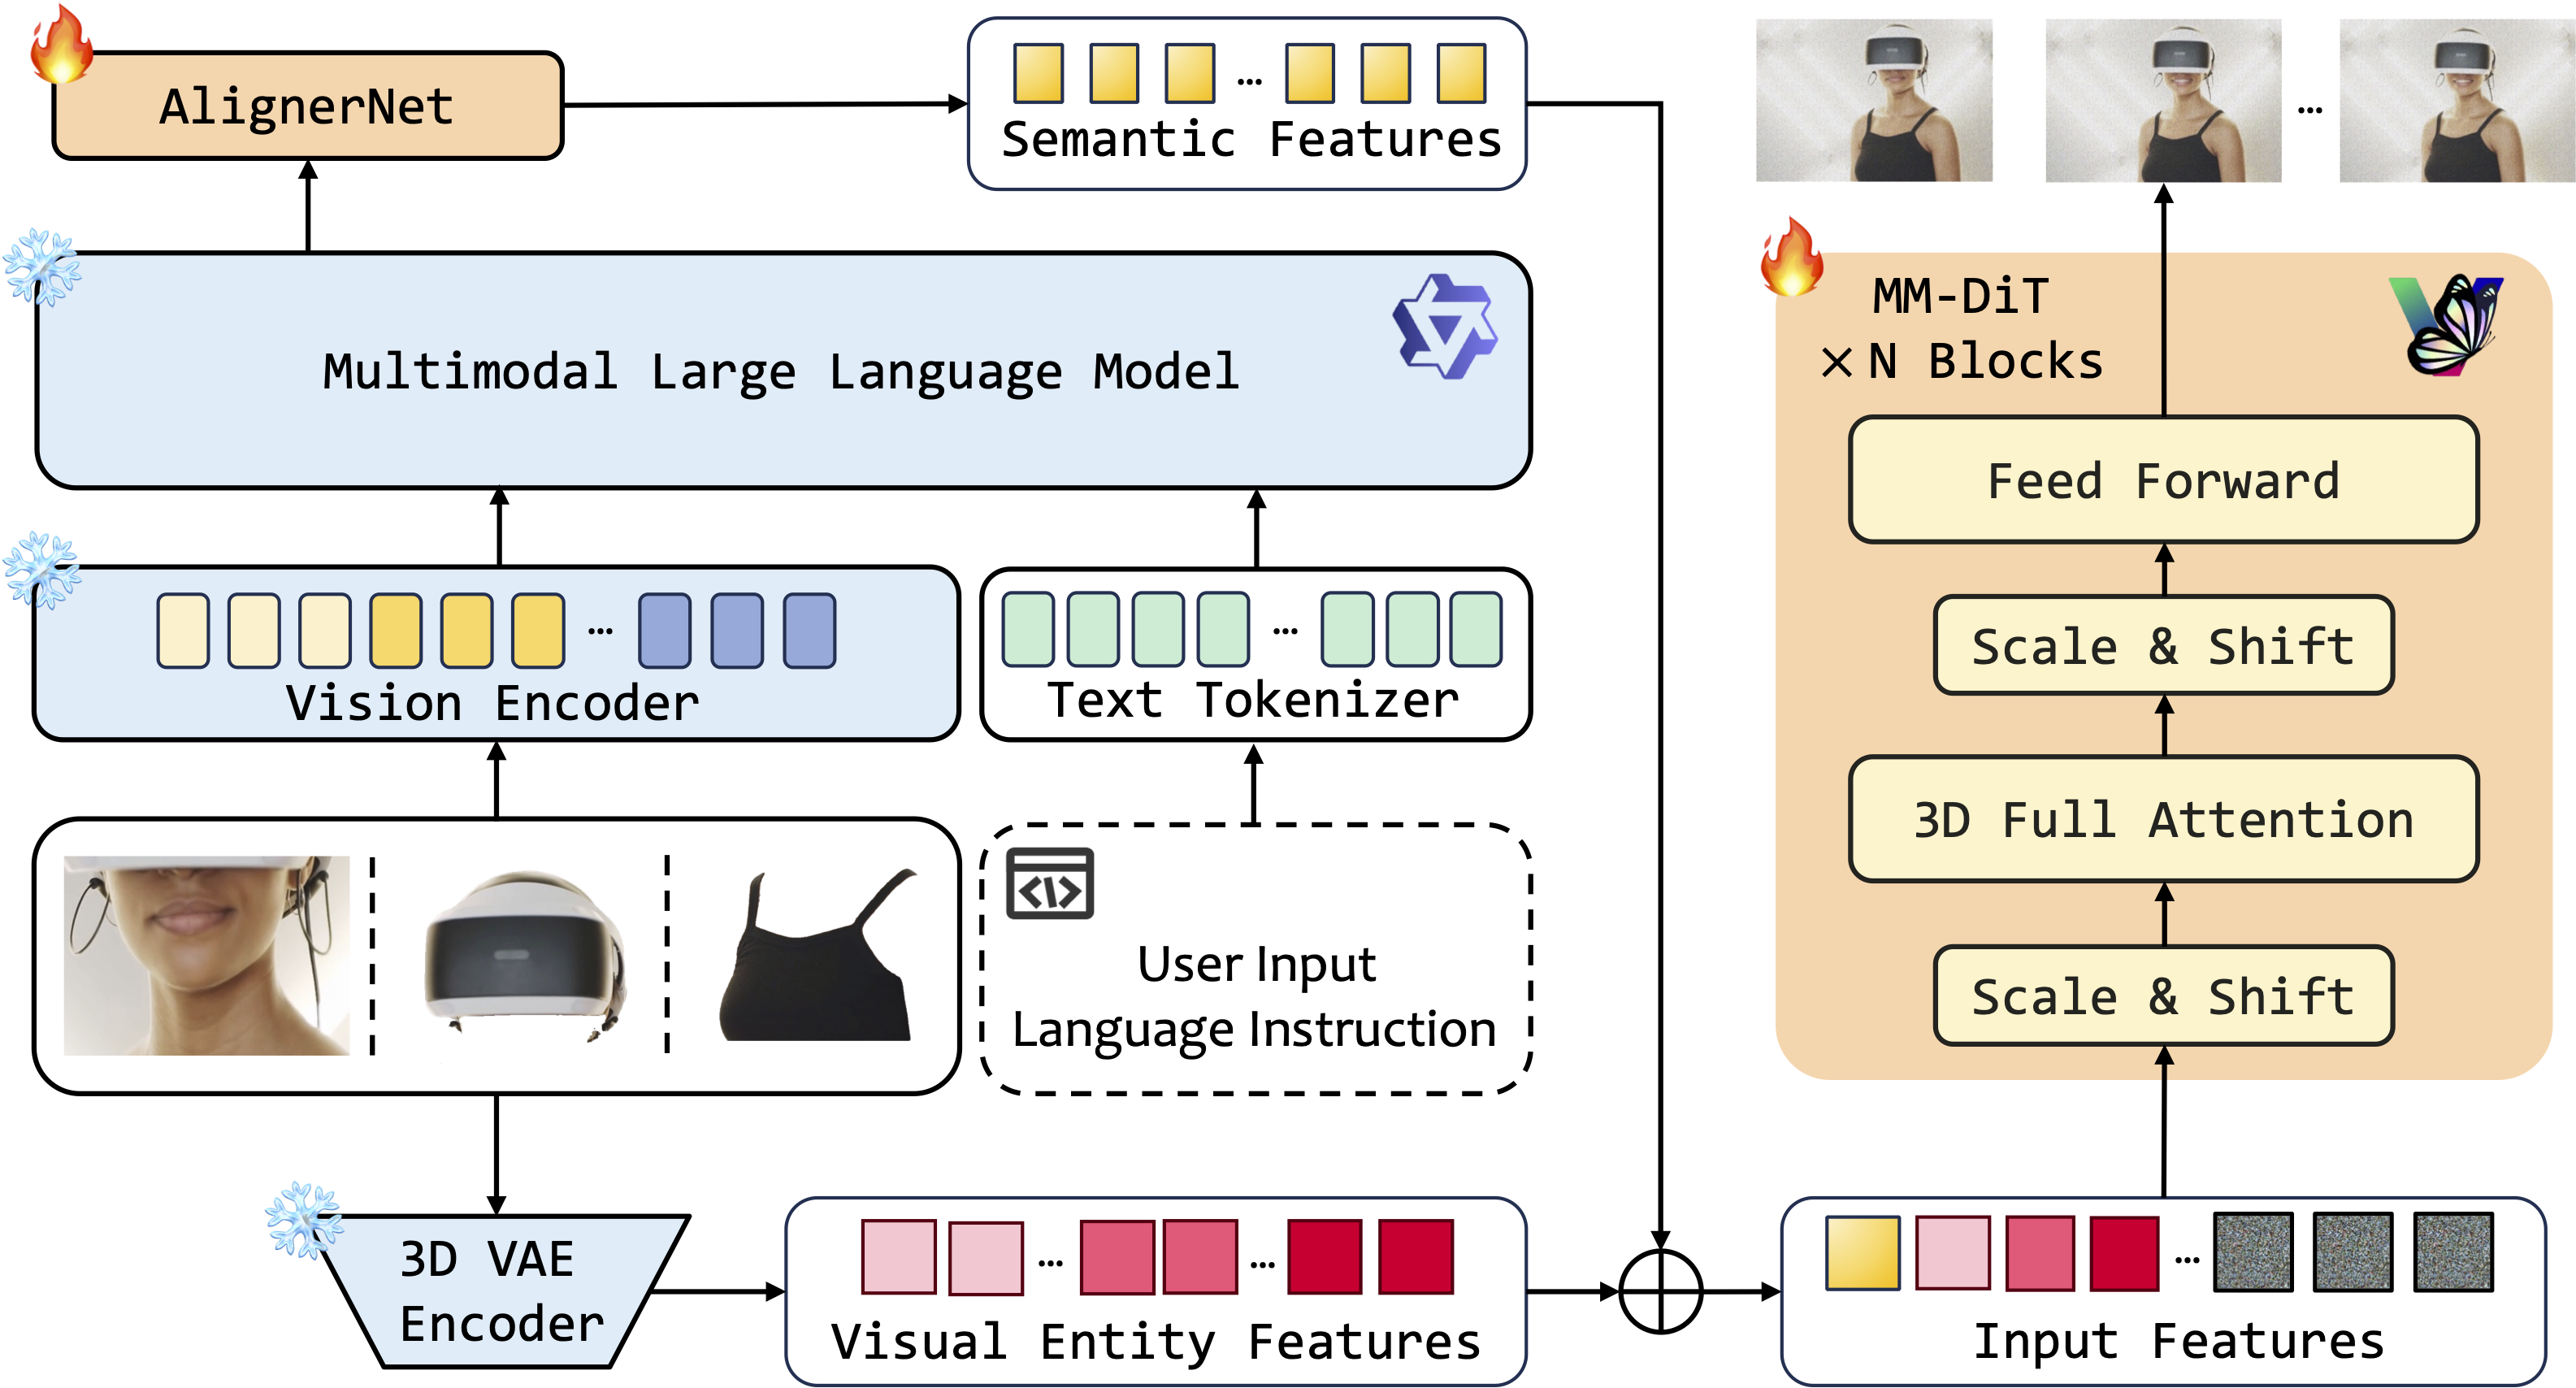 AlignerNet
... 
Semantic Features
...
Multimodal Large Language Model
MM-DiT
× N Blocks
Feed Forward
Scale & Shift
3D Full Attention
Scale & Shift
...
Vision Encoder
...
Text Tokenizer
User Input
Language Instruction
3D VAE
Encoder
... ...
Visual Entity Features
...
Input Features